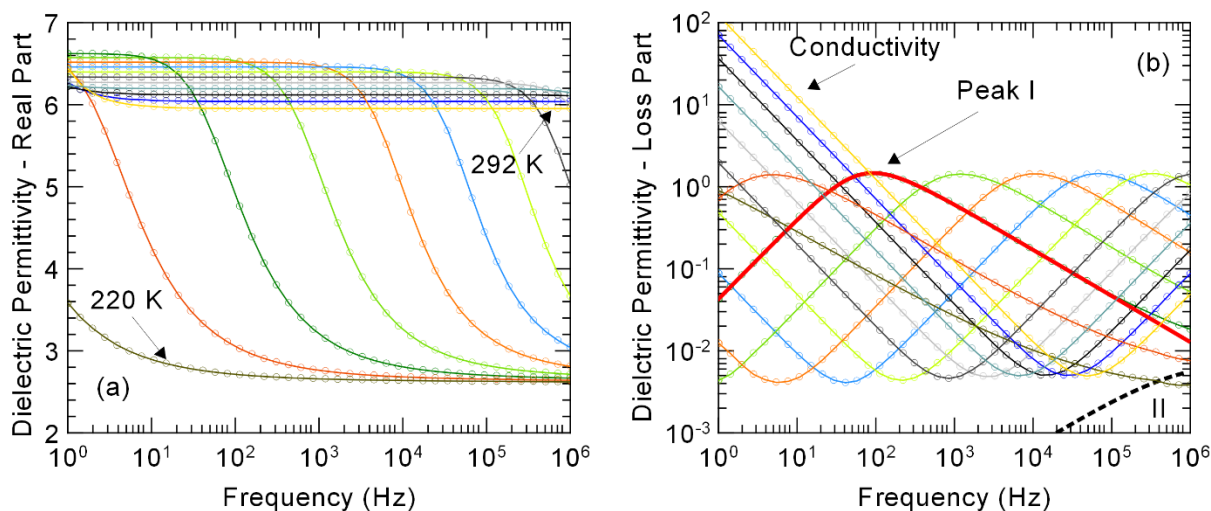 Dielectric Permittivity - Real Part
7
6
5
4
3
2
292 K
220 K
(a)
10^0
10^1
10^2
10^3
10^4
10^5
10^6
Frequency (Hz)
Dielctric Permittivity - Loss Part
10^2
10^1
10^0
10^-1
10^-2
10^-3
Conductivity
(b)
Peak I
II
10^0
10^1
10^2
10^3
10^4
10^5
10^6
Frequency (Hz)